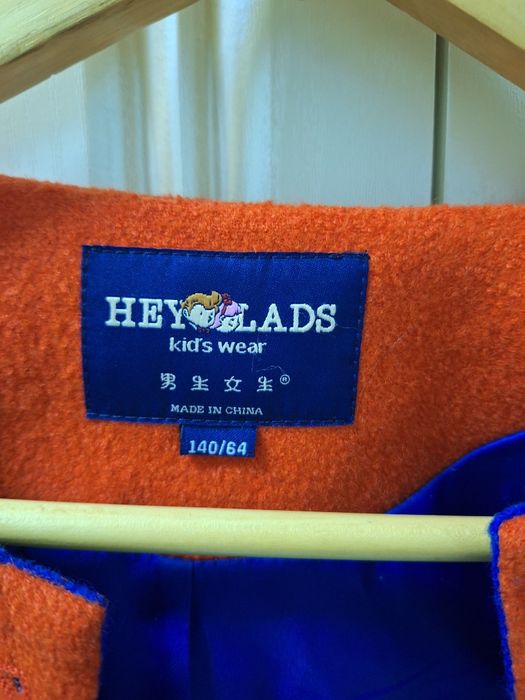 HEY LADS
kid's wear
男生女生®
MADE IN CHINA
140/64